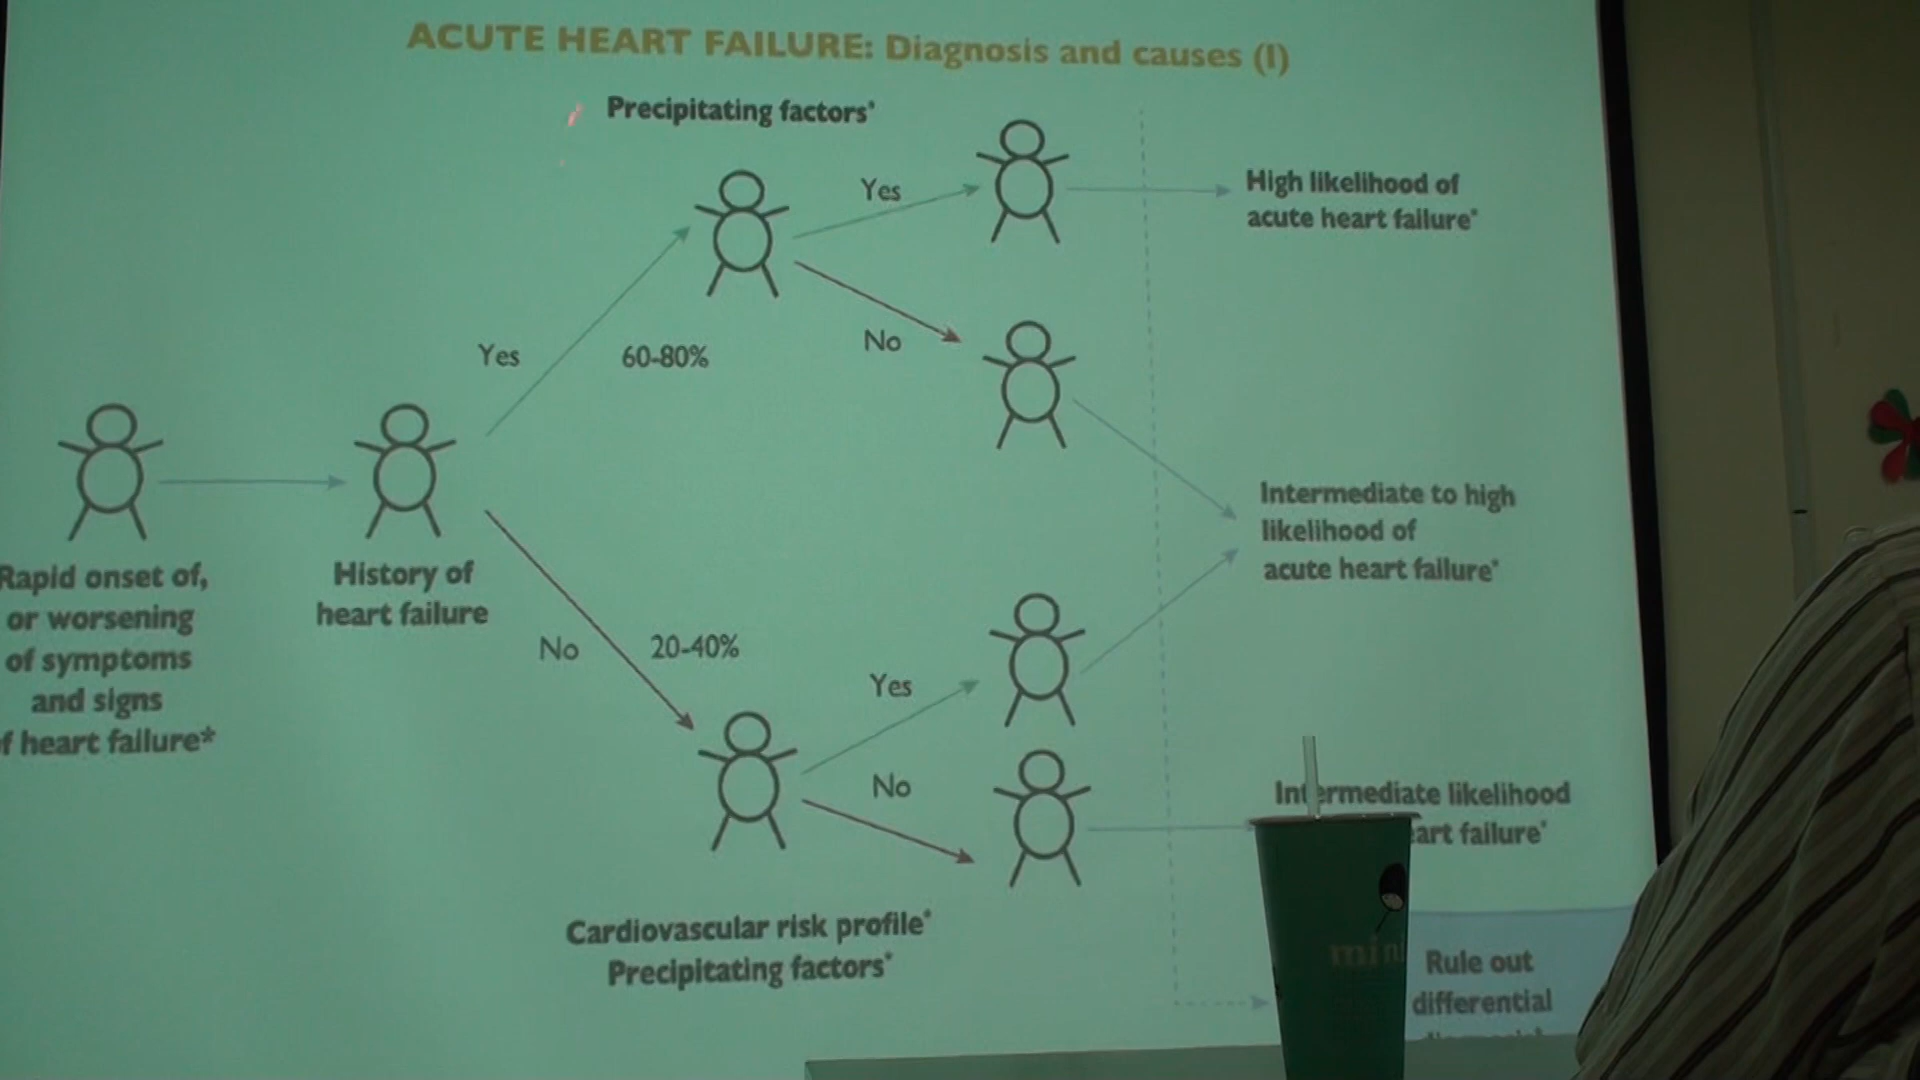 ACUTE HEART FAILURE: Diagnosis and causes (I)
Precipitating factors*
Yes
High likelihood of
acute heart failure*
No
Yes
60-80%
Rapid onset of,
or worsening
of symptoms
and signs
f heart failure*
History of
heart failure
Intermediate to high
likelihood of
acute heart failure*
No
20-40%
Yes
No
Intermediate likelihood
art failure*
Cardiovascular risk profile*
Precipitating factors*
mini
Rule out
differential